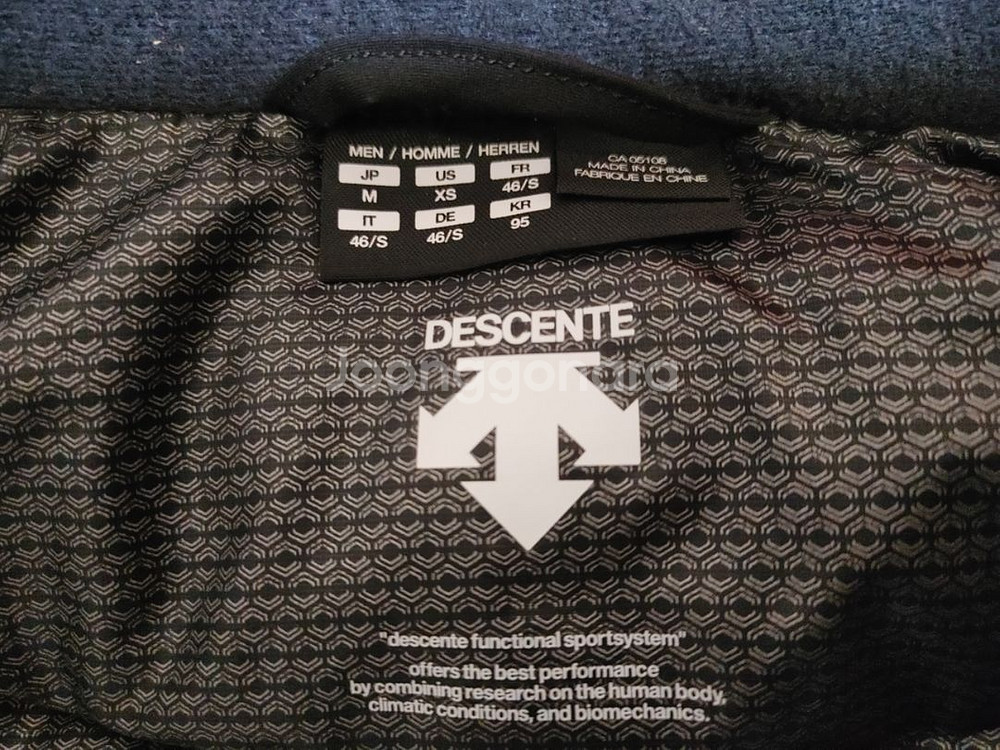 MEN / HOMME / HERREN
JP US FR
M XS 46/S
IT DE KR
46/S 46/S 95
CA 05106
MADE IN CHINA
FABRIQUE EN CHINE
DESCENTE
Joonggonara
"descente functional sportsystem"
offers the best performance
by combining research on the human body,
climatic conditions, and biomechanics.